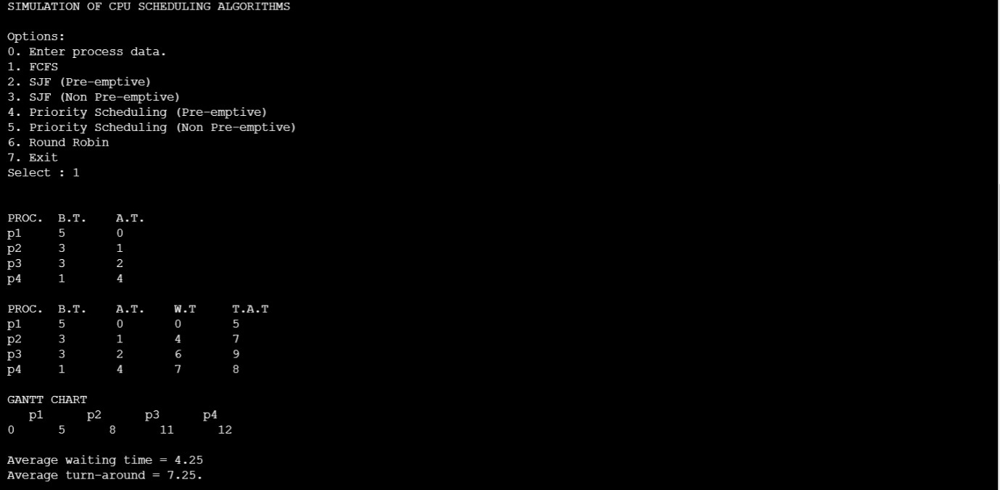 SIMULATION OF CPU SCHEDULING ALGORITHMS
Options:
0. Enter process data.
1. FCFS
2. SJF (Pre-emptive)
3. SJF (Non Pre-emptive)
4. Priority Scheduling (Pre-emptive)
5. Priority Scheduling (Non Pre-emptive)
6. Round Robin
7. Exit
Select : 1
PROC. B.T. A.T.
p1 5 0
p2 3 1
p3 3 2
p4 1 4
PROC. B.T. A.T. W.T T.A.T
p1 5 0 0 5
p2 3 1 4 7
p3 3 2 6 9
p4 1 4 7 8
GANTT CHART
p1 p2 p3 p4
0 5 8 11 12
Average waiting time = 4.25
Average turn-around = 7.25.